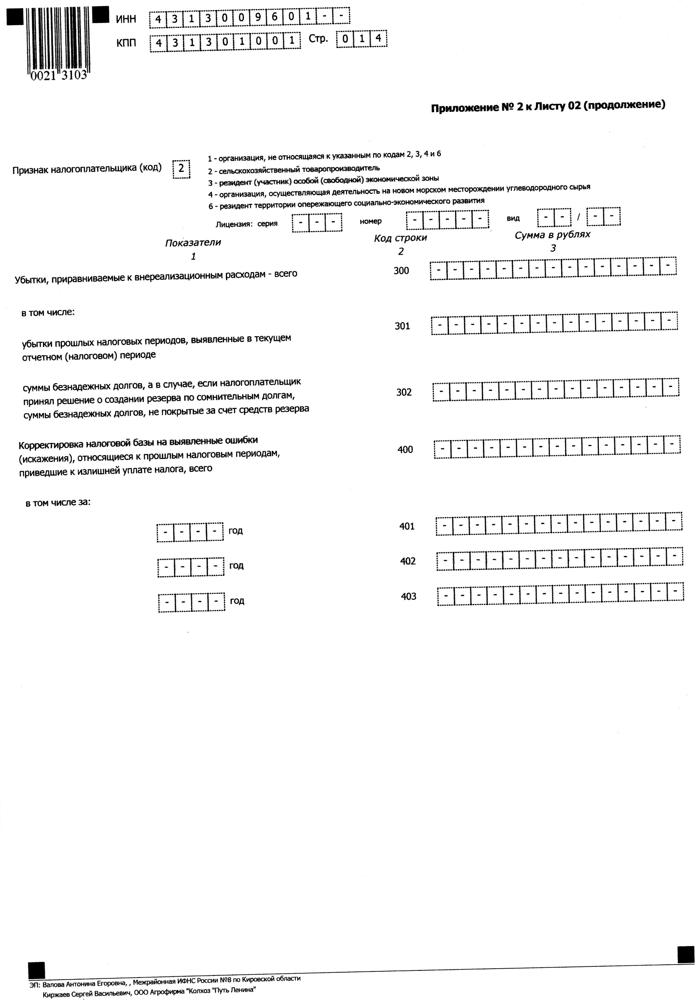 ИНН 4313009601--
КПП 431301001 Стр. 014
0021 3103
Приложение № 2 к Листу 02 (продолжение)
1 - организация, не относящаяся к указанным по кодам 2, 3, 4 и 6
Признак налогоплательщика (код) 2
2 - сельскохозяйственный товаропроизводитель
3 - резидент (участник) особой (свободной) экономической зоны
4 - организация, осуществляющая деятельность на новом морском месторождении углеводородного сырья
6 - резидент территории опережающего социально-экономического развития
Лицензия: серия --- номер ----- вид -- / --
Показатели Код строки Сумма в рублях
1 2 3
Убытки, приравниваемые к внереализационным расходам - всего 300 ---------------
в том числе:
301 ---------------
убытки прошлых налоговых периодов, выявленные в текущем
отчетном (налоговом) периоде
суммы безнадежных долгов, а в случае, если налогоплательщик
принял решение о создании резерва по сомнительным долгам, 302 ---------------
суммы безнадежных долгов, не покрытые за счет средств резерва
Корректировка налоговой базы на выявленные ошибки
(искажения), относящиеся к прошлым налоговым периодам, 400 ---------------
приведшие к излишней уплате налога, всего
в том числе за:
---- год 401 ---------------
---- год 402 ---------------
---- год 403 ---------------
ЭП: Валова Антонина Егоровна, , Межрайонная ИФНС России №8 по Кировской области
Киржаев Сергей Васильевич, ООО Агрофирма "Колхоз "Путь Ленина"